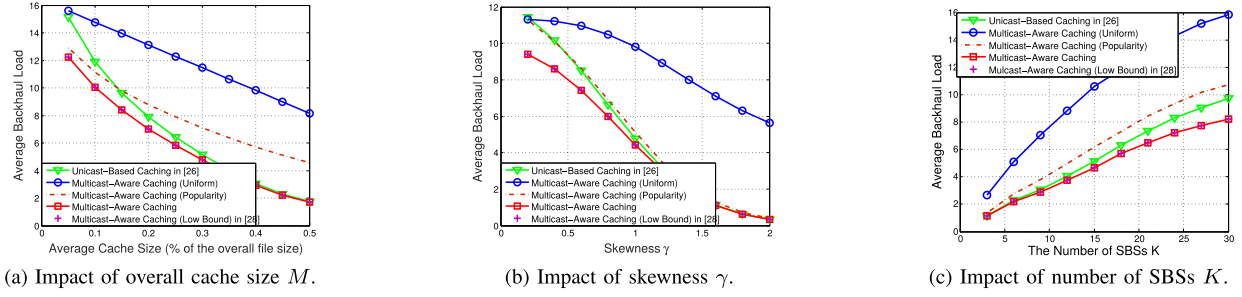 16
14
12
10
8
6
4
2
0
Average Backhaul Load
Unicast-Based Caching in [26]
Multicast-Aware Caching (Uniform)
Multicast-Aware Caching (Popularity)
Multicast-Aware Caching
Multicast-Aware Caching (Low Bound) in [28]
0 0.1 0.2 0.3 0.4 0.5
Average Cache Size (% of the overall file size)
(a) Impact of overall cache size M.
12
10
8
6
4
2
0
Average Backhaul Load
Unicast-Based Caching in [26]
Multicast-Aware Caching (Uniform)
Multicast-Aware Caching (Popularity)
Multicast-Aware Caching
Multicast-Aware Caching (Low Bound) in [28]
0 0.5 1 1.5 2
Skewness γ
(b) Impact of skewness γ.
16
14
12
10
8
6
4
2
0
Average Backhaul Load
Unicast-Based Caching in [26]
Multicast-Aware Caching (Uniform)
Multicast-Aware Caching (Popularity)
Multicast-Aware Caching
Mulcast-Aware Caching (Low Bound) in [28]
0 5 10 15 20 25 30
The Number of SBSs K
(c) Impact of number of SBSs K.